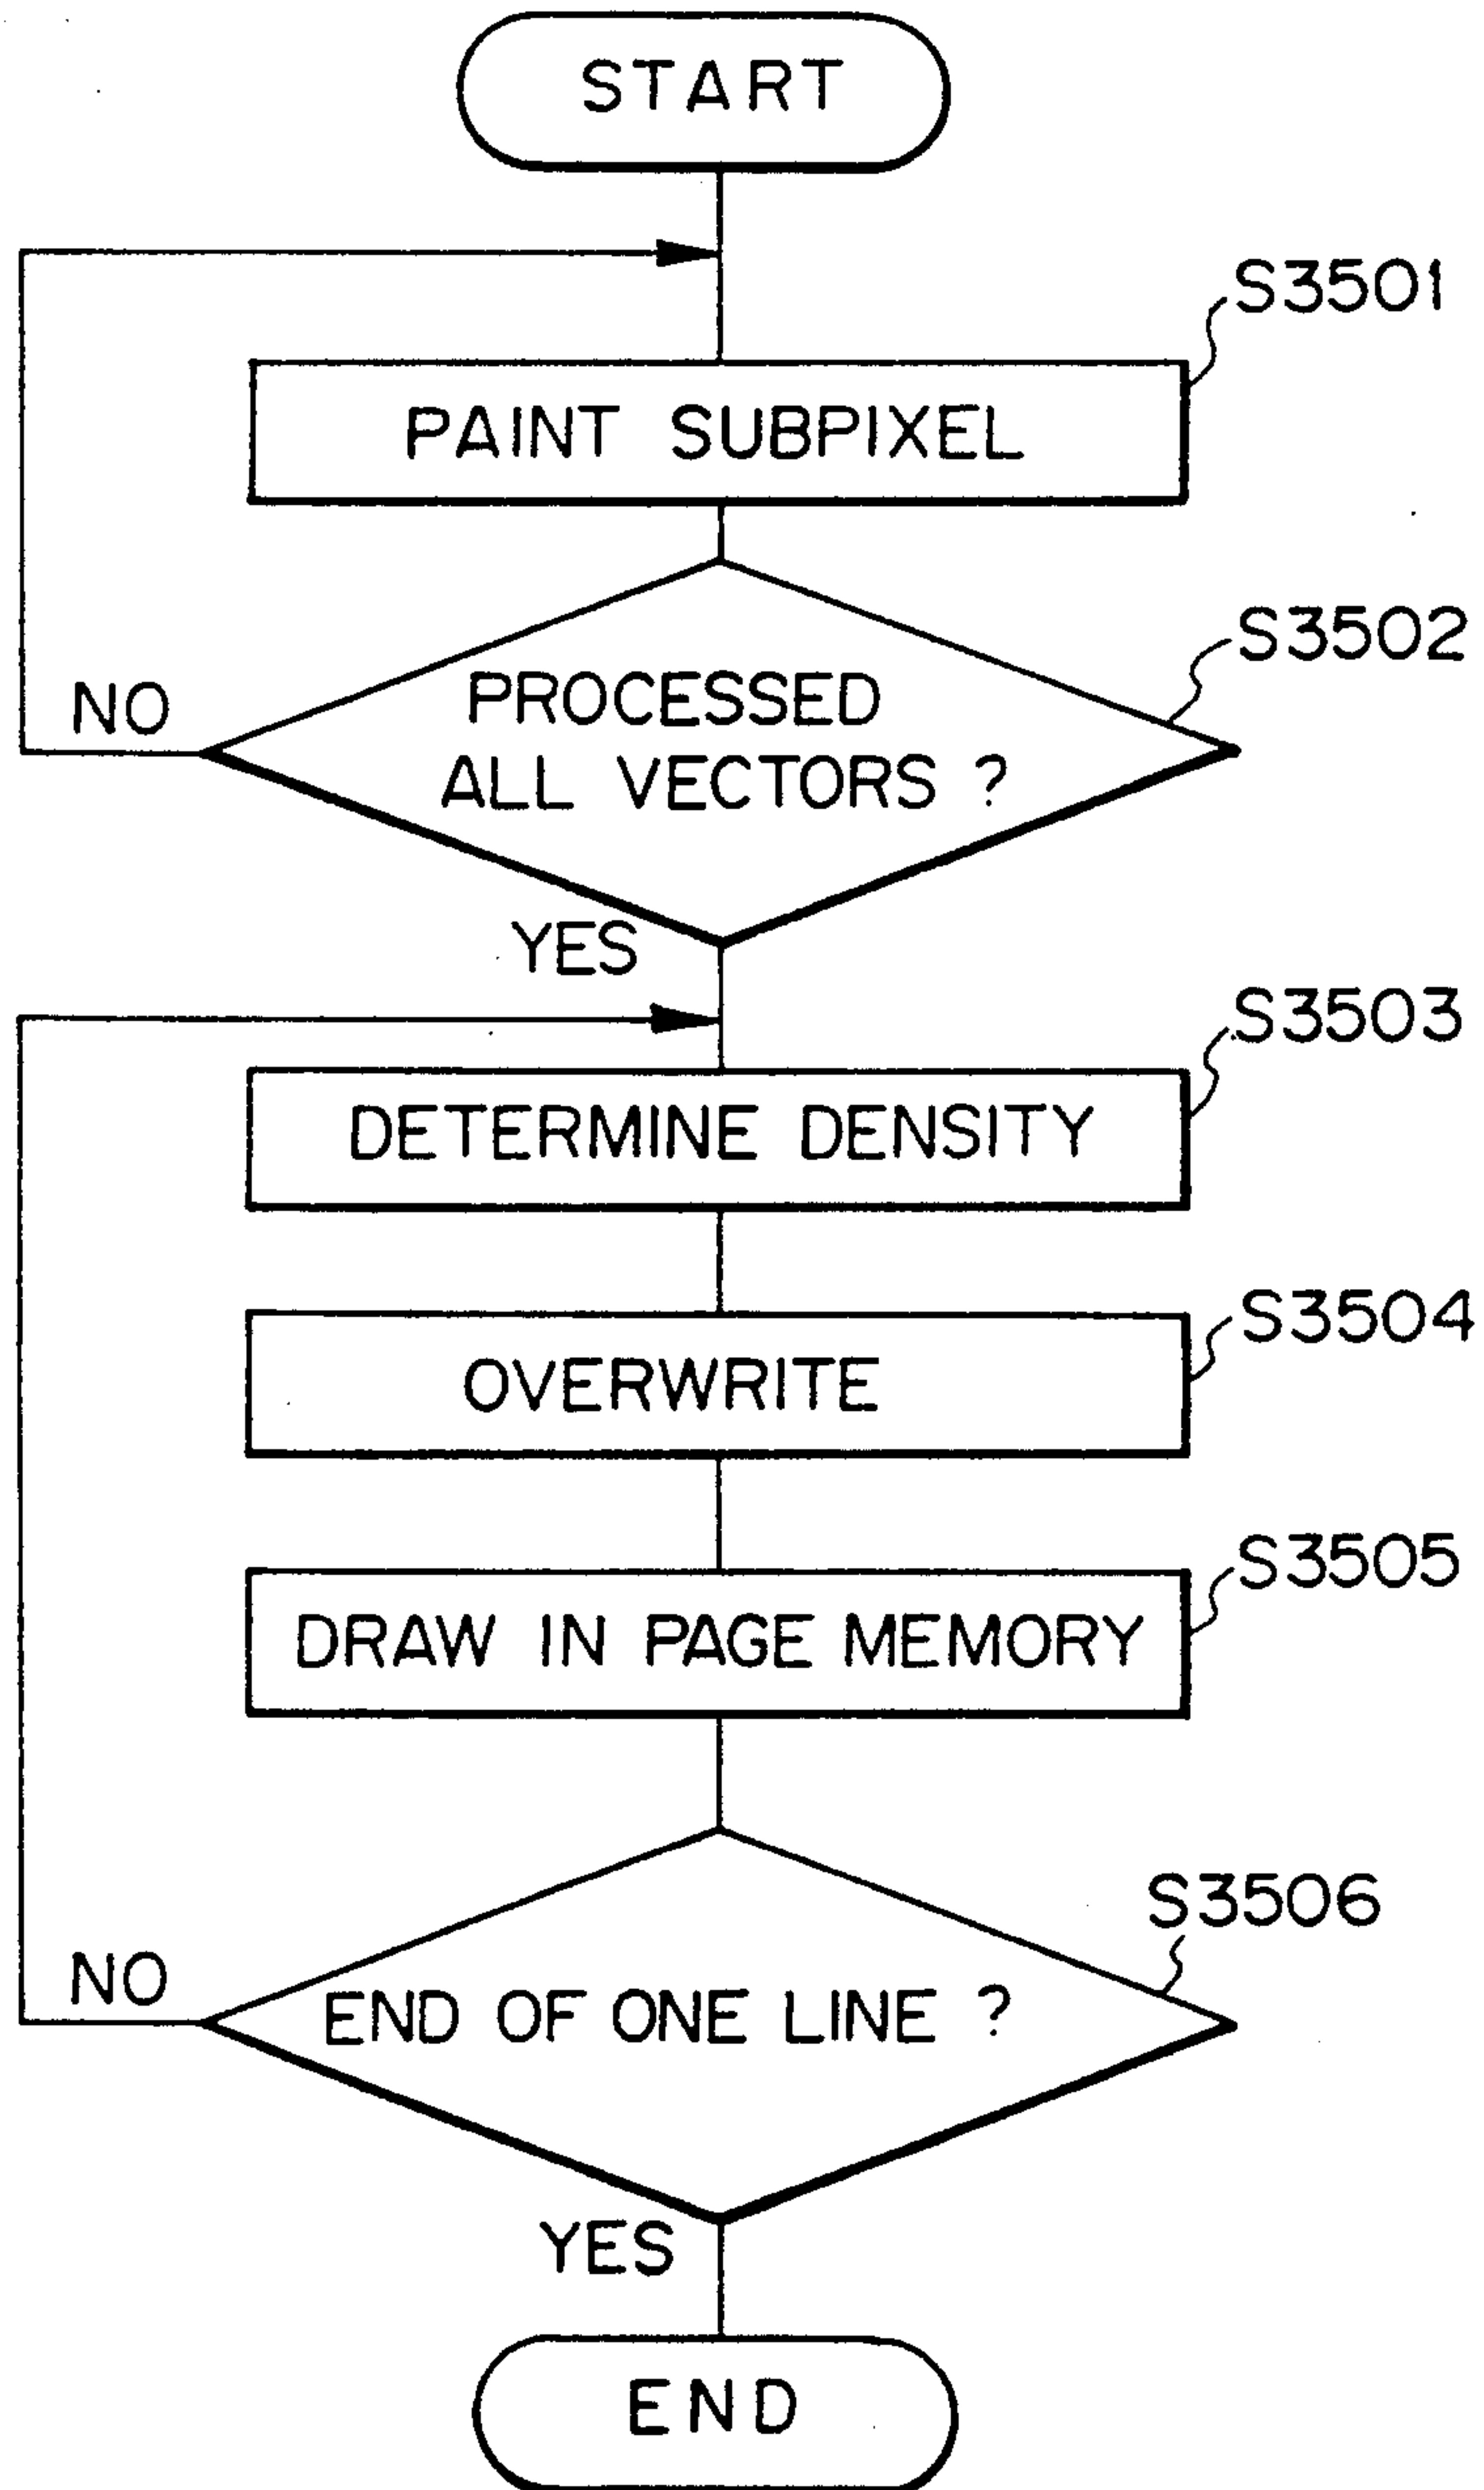 START
S3501
PAINT SUBPIXEL
S3502
PROCESSED
ALL VECTORS ?
NO
YES
S3503
DETERMINE DENSITY
S3504
OVERWRITE
S3505
DRAW IN PAGE MEMORY
S3506
END OF ONE LINE ?
NO
YES
END